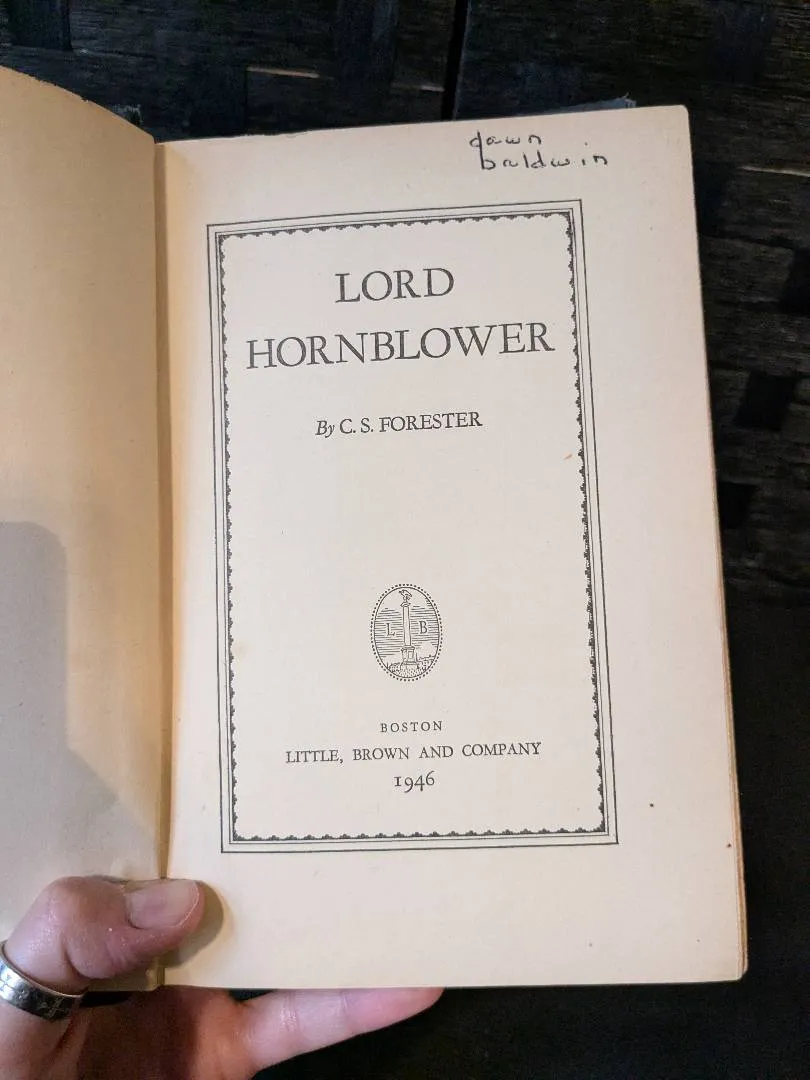 dawn
baldwin
LORD
HORNBLOWER
By C. S. FORESTER
L B
BOSTON
LITTLE, BROWN AND COMPANY
1946